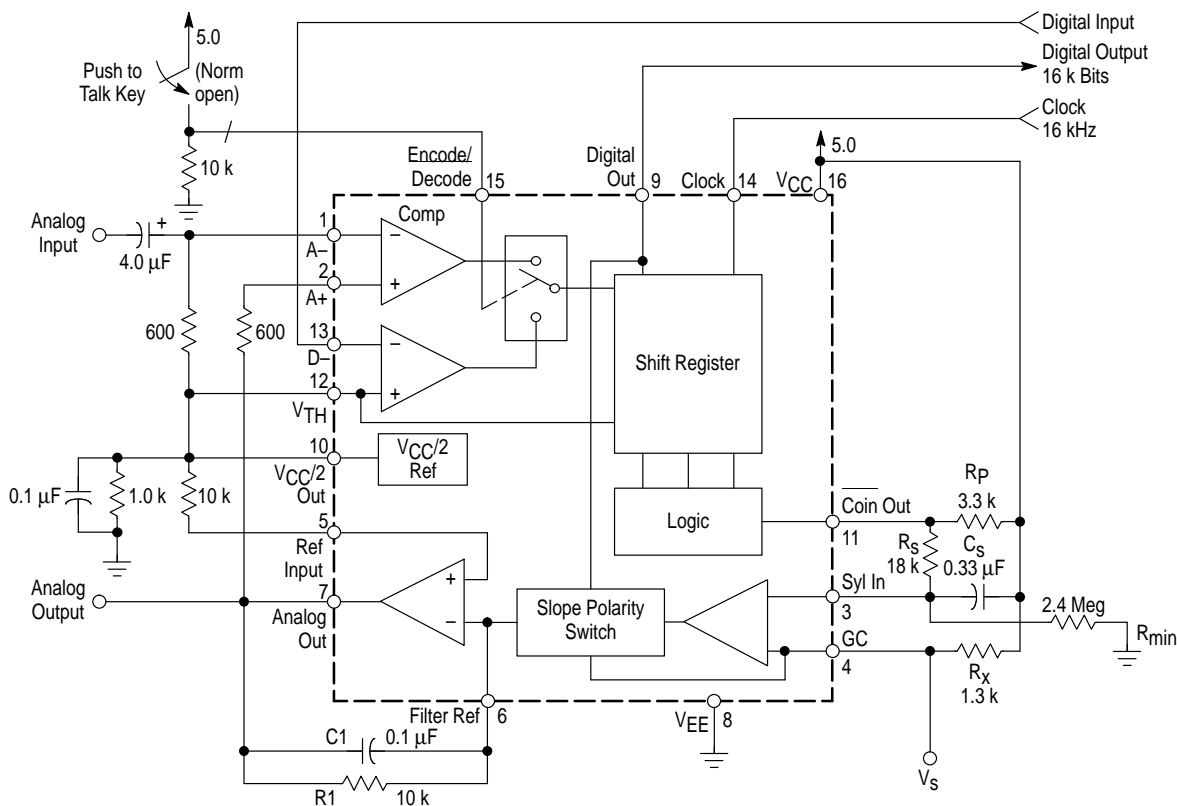 5.0
Digital Input
Push to
Talk Key
(Norm
open)
Digital Output
16 k Bits
Clock
16 kHz
10 k
5.0
Encode/
Decode
15
Digital
Out
9
Clock
14
VCC
16
Analog
Input
+
4.0 µF
1
A–
Comp
–
2
A+
+
600
600
13
D–
–
12
VTH
+
Shift Register
10
VCC/2
Out
VCC/2
Ref
0.1 µF
1.0 k
10 k
5
Ref
Input
Logic
Coin Out
11
RP
3.3 k
RS
18 k
CS
0.33 µF
Syl In
3
2.4 Meg
Rmin
Analog
Output
7
Analog
Out
+
–
Slope Polarity
Switch
GC
4
Rx
1.3 k
Filter Ref
6
VEE
8
C1
0.1 µF
R1
10 k
VS